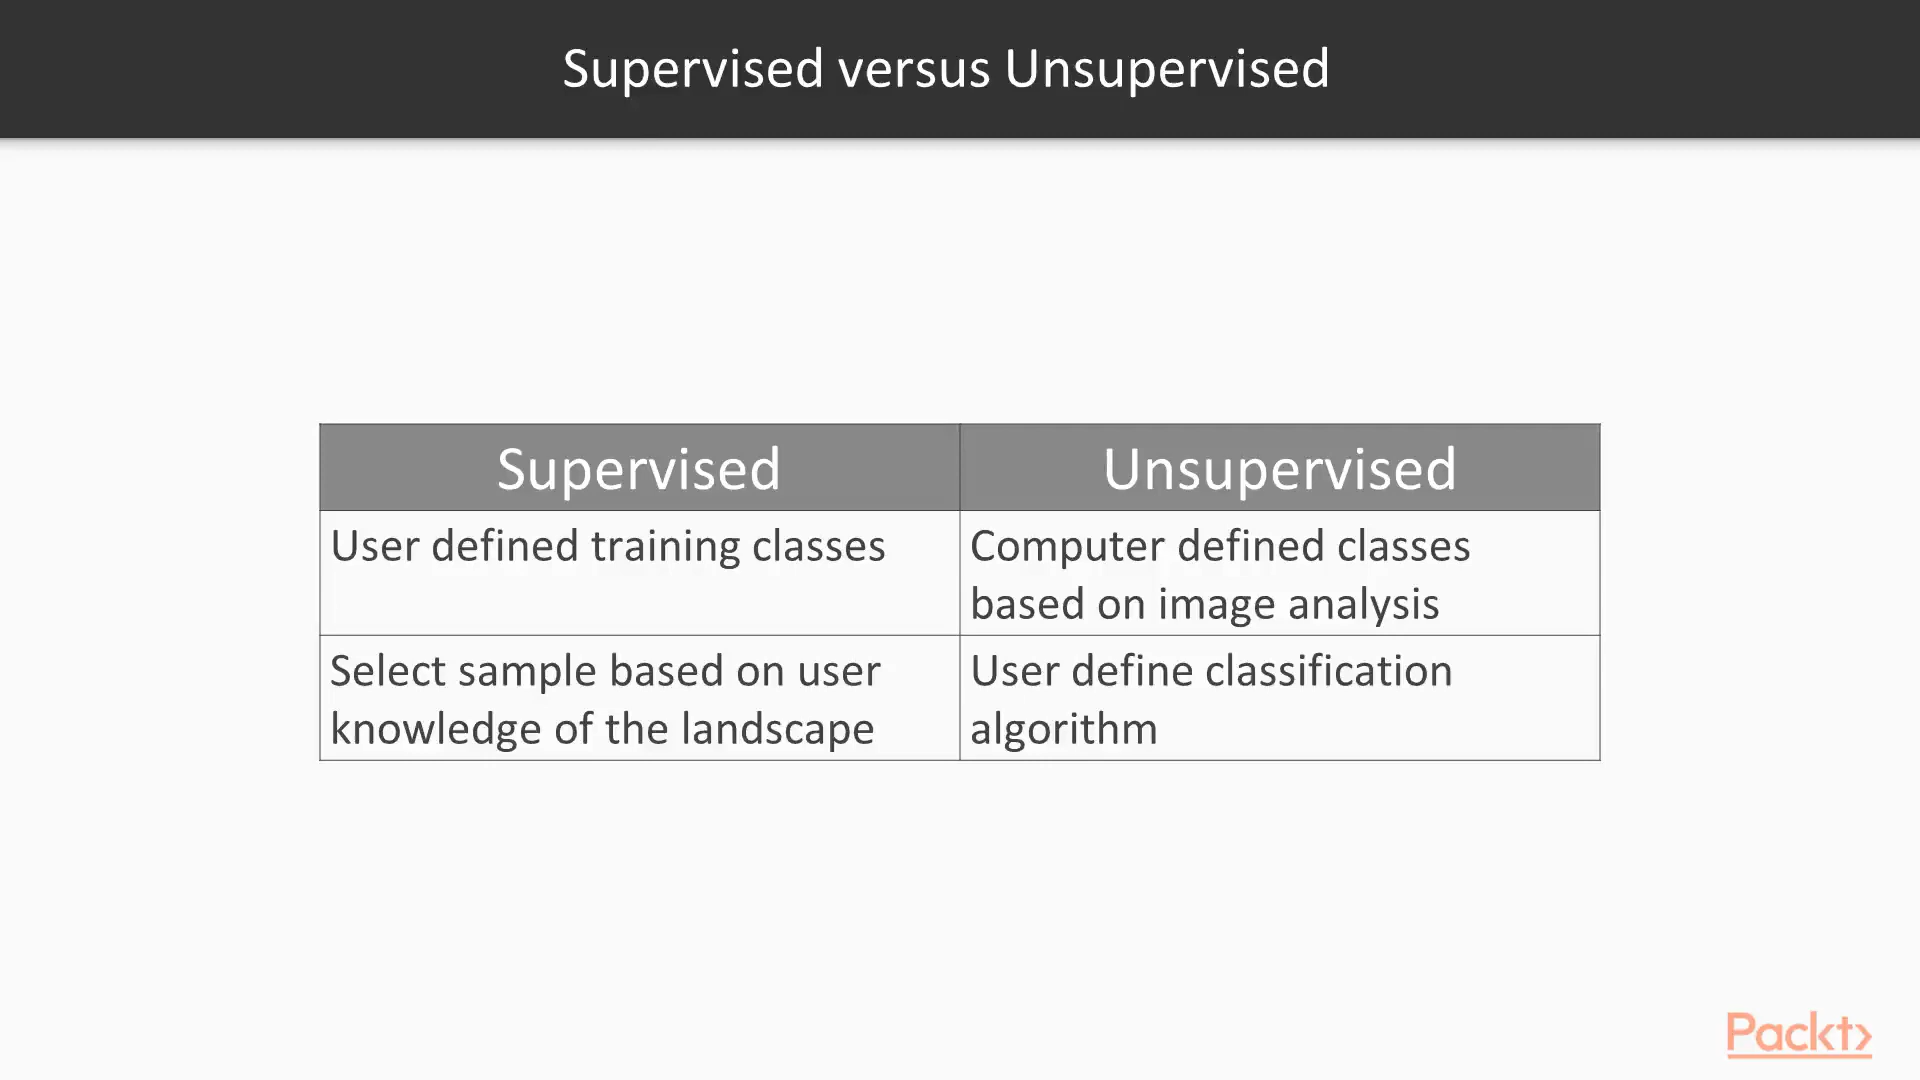 Supervised versus Unsupervised
Supervised
Unsupervised
User defined training classes
Computer defined classes
based on image analysis
Select sample based on user
knowledge of the landscape
User define classification
algorithm
Packt>